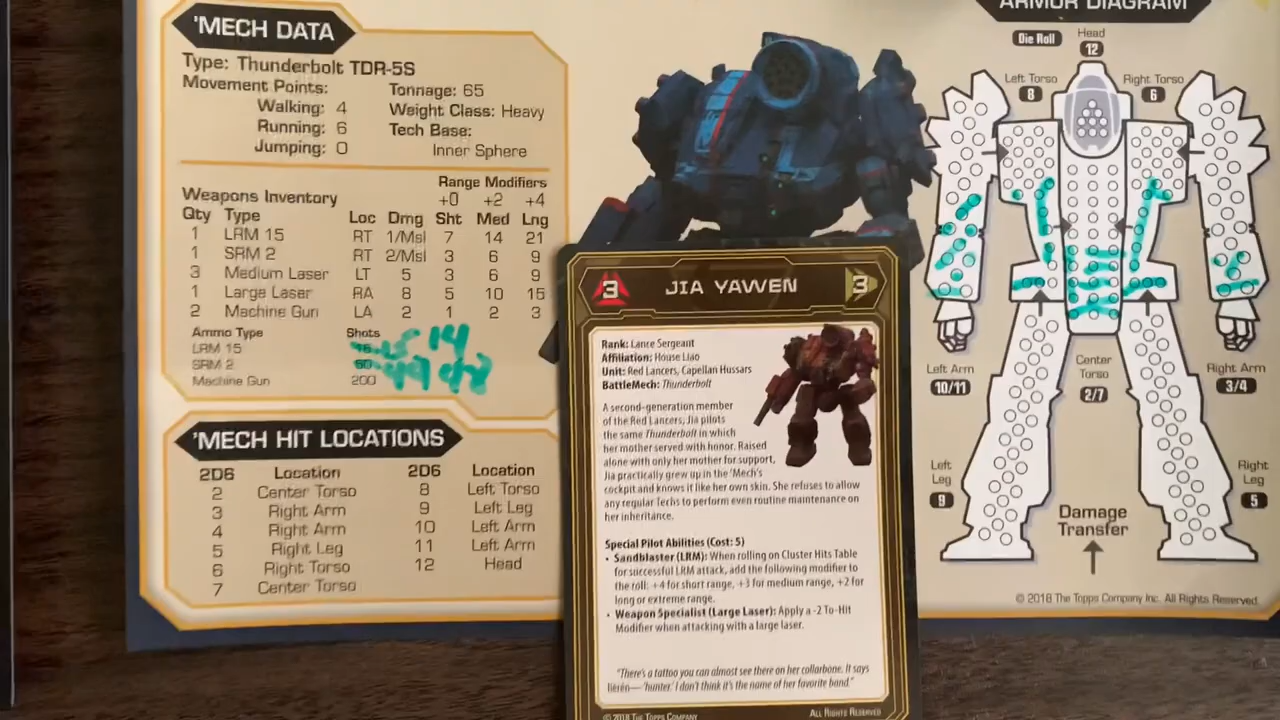 'MECH DATA
Type: Thunderbolt TDR-5S
Movement Points:
Walking: 4
Running: 6
Jumping: 0
Tonnage: 65
Weight Class: Heavy
Tech Base:
Inner Sphere
Weapons Inventory
Range Modifiers
+0 +2 +4
Qty Type Loc Dmg Sht Med Lng
1 LRM 15 RT 1/Msl 7 14 21
1 SRM 2 RT 2/Msl 3 6 9
3 Medium Laser LT 5 3 6 9
1 Large Laser RA 8 5 10 15
2 Machine Gun LA 2 1 2 3
Ammo Type Shots
LRM 15 15 14
SRM 2 50 49 48
Machine Gun 200
'MECH HIT LOCATIONS
2D6 Location 2D6 Location
2 Center Torso 8 Left Torso
3 Right Arm 9 Left Leg
4 Right Arm 10 Left Arm
5 Right Leg 11 Left Arm
6 Right Torso 12 Head
7 Center Torso
3 JIA YAWEN 3
Rank: Lance Sergeant
Affiliation: House Liao
Unit: Red Lancers, Capellan Hussars
BattleMech: Thunderbolt
A second-generation member
of the Red Lancers, Jia pilots
the same Thunderbolt in which
her mother served with honor. Raised
alone with only her mother for support,
Jia practically grew up in the 'Mech's
cockpit and knows it like her own skin. She refuses to allow
any regular Techs to perform even routine maintenance on
her inheritance.
Special Pilot Abilities (Cost: 5)
• Sandblaster (LRM): When rolling on Cluster Hits Table
for successful LRM attack, add the following modifier to
the roll: +4 for short range, +3 for medium range, +2 for
long or extreme range.
• Weapon Specialist (Large Laser): Apply a -2 To-Hit
Modifier when attacking with a large laser.
"There's a tattoo you can almost see there on her collarbone. It says
lièrén—'hunter.' I don't think it's the name of her favorite band."
© 2018 The Topps Company All Rights Reserved
ARMOR DIAGRAM
Die Roll
Head
12
Left Torso
8
Right Torso
6
Left Arm
10/11
Center
Torso
2/7
Right Arm
3/4
Left
Leg
9
Right
Leg
5
Damage
Transfer
© 2018 The Topps Company Inc. All Rights Reserved.